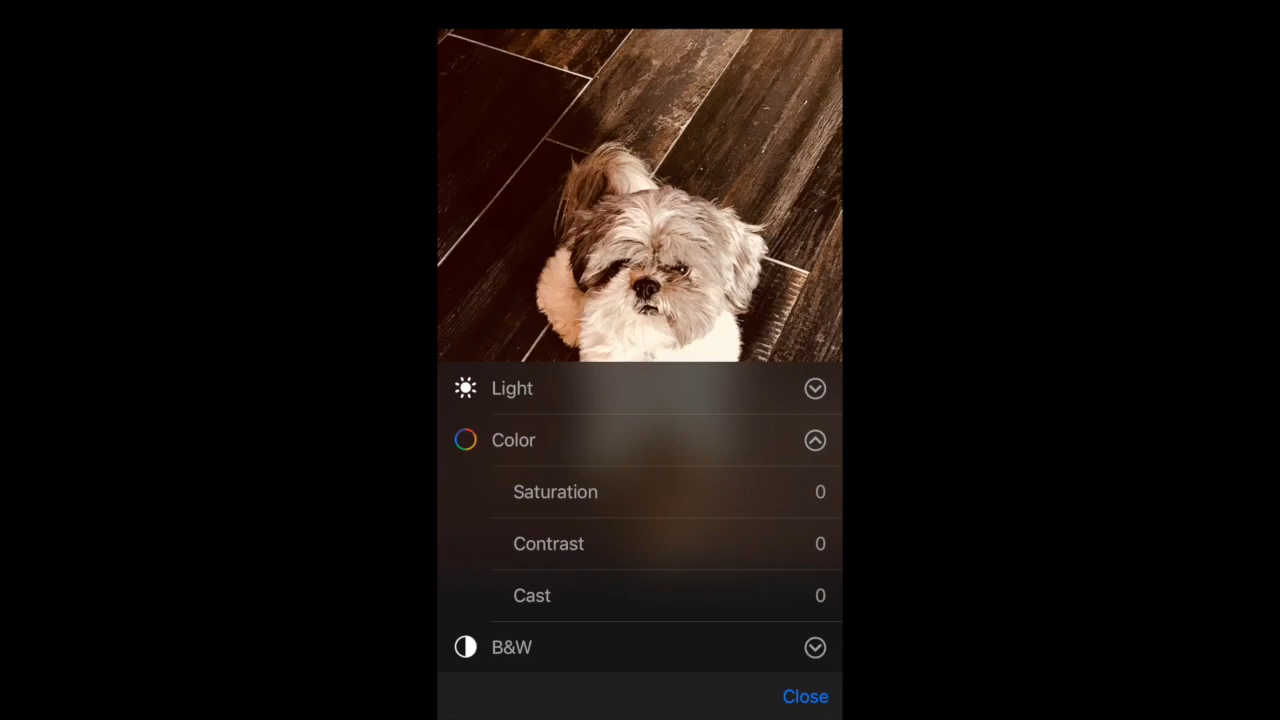 Light
Color
Saturation 0
Contrast 0
Cast 0
B&W
Close